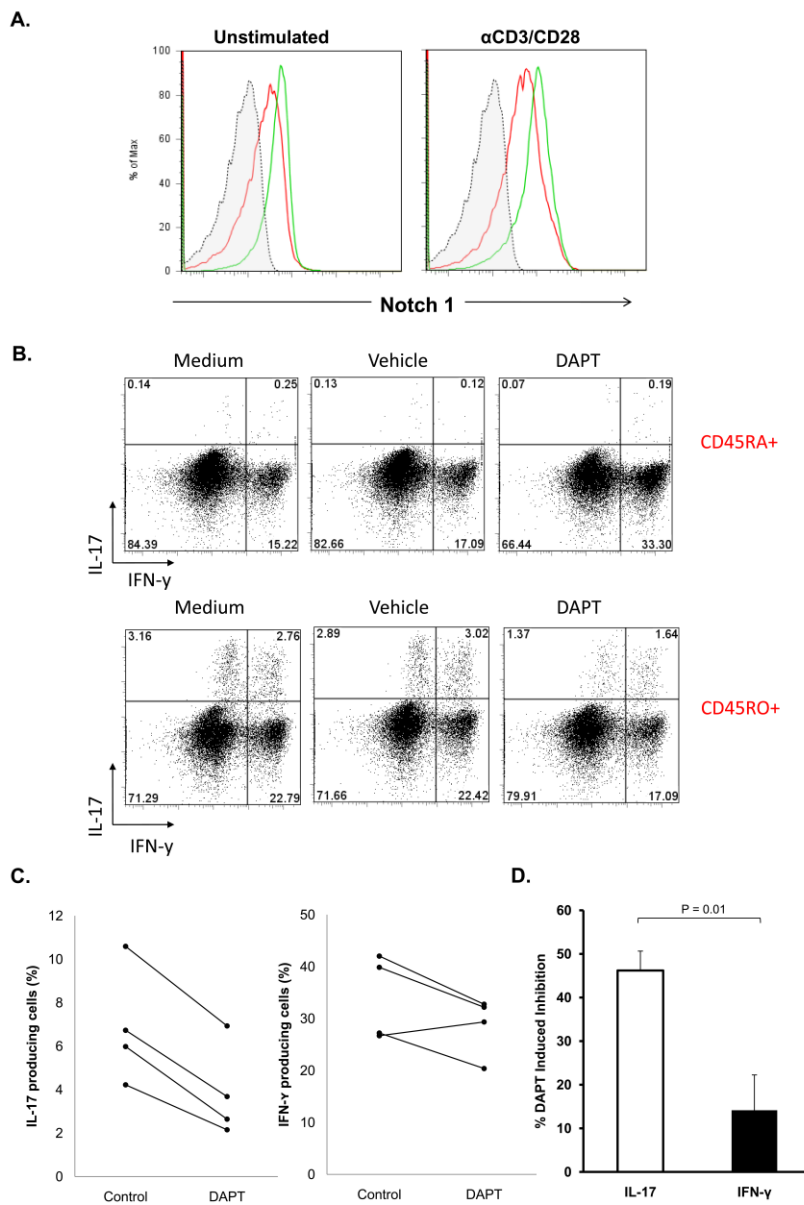 A.
Unstimulated
αCD3/CD28
100
80
60
40
20
0
% of Max
Notch 1
B.
Medium
Vehicle
DAPT
0.14
0.25
0.13
0.12
0.07
0.19
CD45RA+
84.39
15.22
82.66
17.09
66.44
33.30
IL-17
IFN-γ
Medium
Vehicle
DAPT
3.16
2.76
2.89
3.02
1.37
1.64
CD45RO+
71.29
22.79
71.66
22.42
79.91
17.09
IL-17
IFN-γ
C.
12
10
8
6
4
2
0
IL-17 producing cells (%)
Control
DAPT
50
40
30
20
10
0
IFN-γ producing cells (%)
Control
DAPT
D.
P = 0.01
60
50
40
30
20
10
0
% DAPT Induced Inhibition
IL-17
IFN-γ